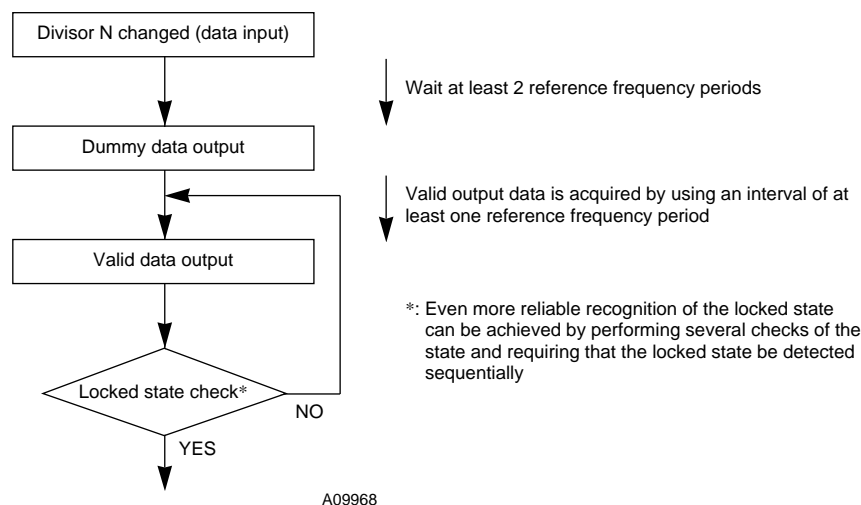 Divisor N changed (data input)
Wait at least 2 reference frequency periods
Dummy data output
Valid output data is acquired by using an interval of at
least one reference frequency period
Valid data output
*: Even more reliable recognition of the locked state
can be achieved by performing several checks of the
state and requiring that the locked state be detected
sequentially
Locked state check*
NO
YES
A09968